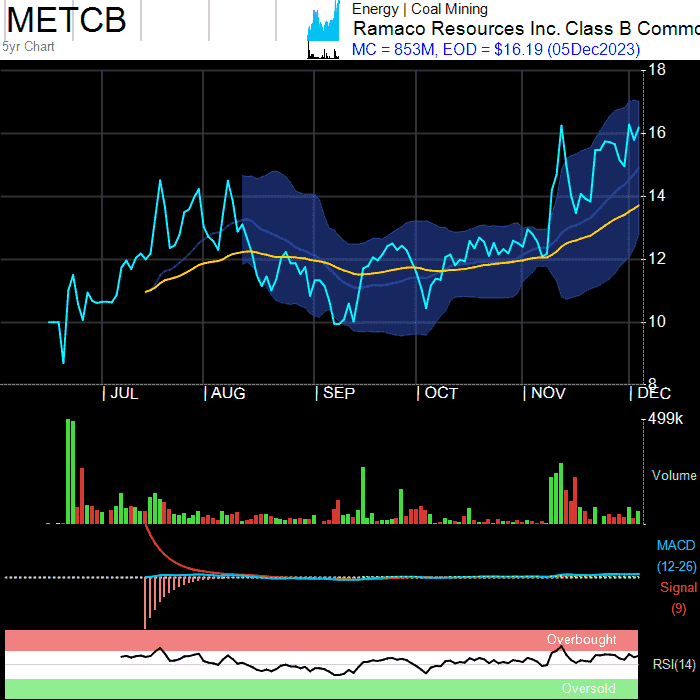 METCB
5yr Chart
Energy | Coal Mining
Ramaco Resources Inc. Class B Commo
MC = 853M, EOD = $16.19 (05Dec2023)
18
16
14
12
10
8
| JUL | AUG | SEP | OCT | NOV | DEC
499k
Volume
MACD
(12-26)
Signal
(9)
Overbought
RSI(14)
Oversold